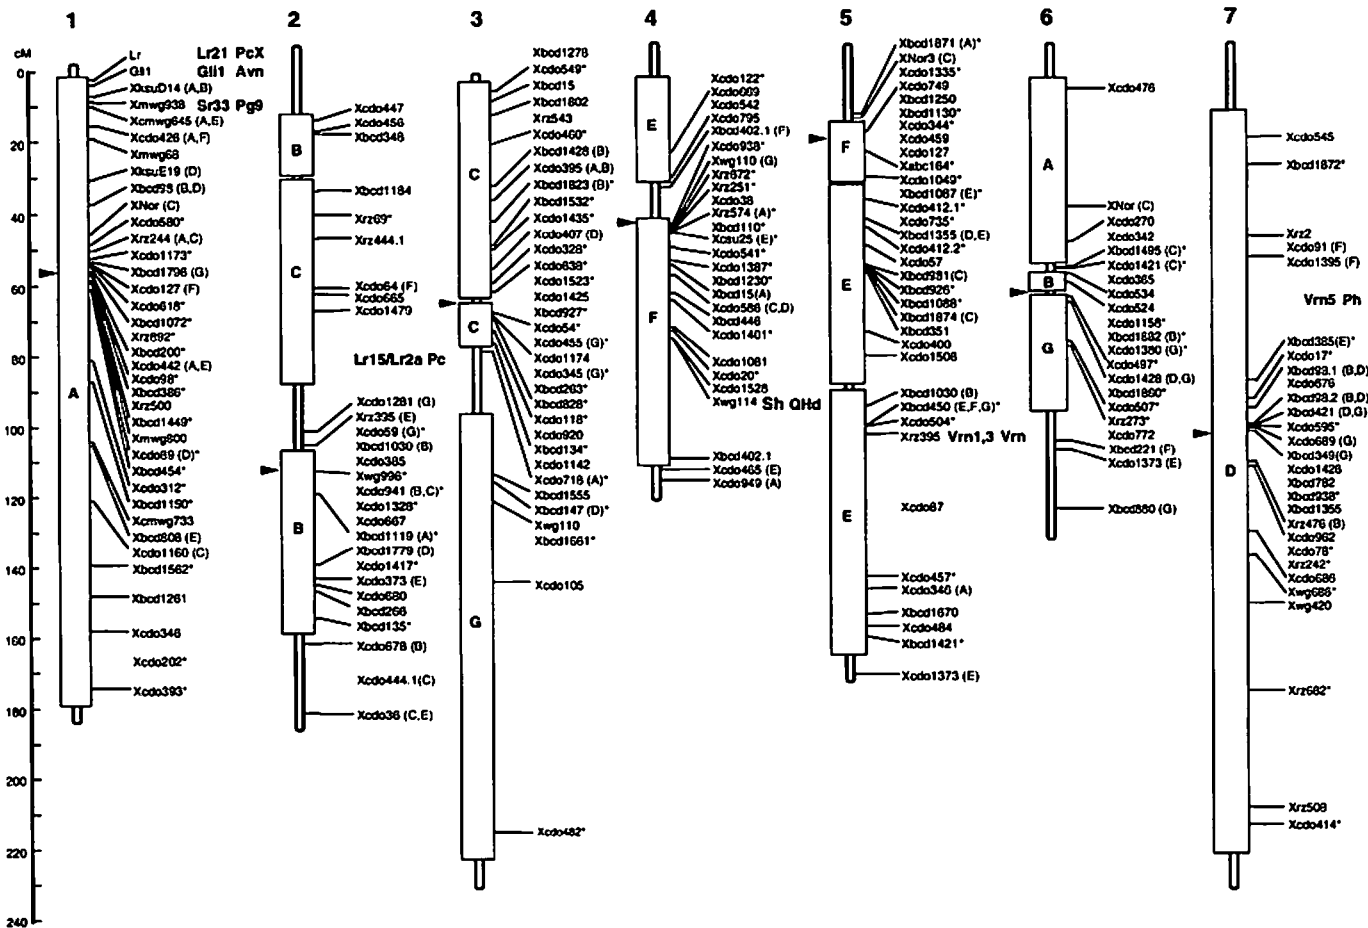 1
2
3
4
5
6
7
cM
0
20
40
60
80
100
120
140
160
180
200
220
240
Lr
Gli1
XksuD14 (A,B)
Xmwg938
Xcmwg645 (A,E)
Xcdo426 (A,F)
Xmwg68
XksuE19 (D)
Xbcd98 (B,D)
XNor (C)
Xcdo580*
Xrz244 (A,C)
Xcdo1173*
Xbcd1796 (G)
Xcdo127 (F)
Xcdo618*
Xbcd1072*
Xrz892*
Xbcd200*
Xcdo442 (A,E)
Xcdo98*
Xbcd386*
Xrz500
Xbcd1449*
Xmwg800
Xcdo89 (D)*
Xbcd454*
Xcdo312*
Xbcd1150*
Xcmwg733
Xbcd808 (E)
Xcdo1160 (C)
Xbcd1562*
Xbcd1261
Xcdo346
Xcdo202*
Xcdo393*
A
Lr21 PcX
Gli1 Avn
Sr33 Pg9
Xcdo447
Xcdo456
Xbcd348
Xbcd1184
Xrz69*
Xrz444.1
Xcdo64 (F)
Xcdo665
Xcdo1479
Lr15/Lr2a Pc
Xcdo1281 (G)
Xrz395 (E)
Xcdo59 (G)*
Xbcd1030 (B)
Xcdo385
Xwg996*
Xcdo941 (B,C)*
Xcdo1328*
Xcdo667
Xbcd1119 (A)*
Xbcd1779 (D)
Xcdo1417*
Xcdo373 (E)
Xcdo680
Xbcd266
Xbcd135*
Xcdo678 (B)
Xcdo444.1(C)
Xcdo36 (C,E)
B
C
B
Xbcd1278
Xcdo549*
Xbcd15
Xbcd1802
Xrz543
Xcdo460*
Xbcd1428 (B)
Xcdo395 (A,B)
Xbcd1823 (B)*
Xbcd1532*
Xcdo1435*
Xcdo407 (D)
Xcdo328*
Xcdo638*
Xcdo1523*
Xcdo1425
Xbcd927*
Xcdo54*
Xcdo455 (G)*
Xcdo1174
Xcdo345 (G)*
Xbcd263*
Xbcd828*
Xcdo118*
Xcdo920
Xbcd134*
Xcdo1142
Xcdo718 (A)*
Xbcd1555
Xbcd147 (D)*
Xwg110
Xbcd1661*
Xcdo105
Xcdo482*
C
C
G
Xcdo122*
Xcdo669
Xcdo542
Xcdo795
Xbcd402.1 (F)
Xcdo938*
Xwg110 (G)
Xrz672*
Xrz251*
Xcdo38
Xrz574 (A)*
Xbcd110*
Xcsu25 (E)*
Xcdo541*
Xcdo1387*
Xbcd1230*
Xbcd15(A)
Xcdo586 (C,D)
Xbcd446
Xcdo1401*
Xcdo1081
Xcdo20*
Xcdo1528
Xwg114 Sh QHd
Xbcd402.1
Xcdo465 (E)
Xcdo949 (A)
E
F
Xbcd1871 (A)*
XNor3 (C)
Xcdo1335*
Xcdo749
Xbcd1250
Xbcd1130*
Xcdo344*
Xcdo459
Xcdo127
Xabc164*
Xcdo1049*
Xbcd1087 (E)*
Xcdo412.1*
Xcdo735*
Xbcd1355 (D,E)
Xcdo412.2*
Xcdo57
Xbcd981(C)
Xbcd926*
Xbcd1088*
Xbcd1874 (C)
Xbcd351
Xcdo400
Xcdo1508
Xbcd1030 (B)
Xbcd450 (E,F,G)*
Xcdo504*
Xrz395 Vrn1,3 Vrn
Xcdo87
Xcdo457*
Xcdo346 (A)
Xbcd1670
Xcdo484
Xbcd1421*
Xcdo1373 (E)
F
E
E
Xcdo476
XNor (C)
Xcdo270
Xcdo342
Xbcd1495 (C)*
Xcdo1421 (C)*
Xcdo365
Xcdo534
Xcdo524
Xcdo1158*
Xbcd1882 (B)*
Xcdo1380 (G)*
Xcdo497*
Xcdo1428 (D,G)
Xbcd1860*
Xcdo507*
Xrz273*
Xcdo772
Xbcd221 (F)
Xcdo1373 (E)
Xbcd880 (G)
A
B
G
Xcdo545
Xbcd1872*
Xrz2
Xcdo91 (F)
Xcdo1395 (F)
Vrn5 Ph
Xbcd385(E)*
Xcdo17*
Xbcd98.1 (B,D)
Xcdo676
Xbcd98.2 (B,D)
Xbcd421 (D,G)
Xcdo595*
Xcdo689 (G)
Xbcd349(G)
Xcdo1426
Xbcd782
Xbcd938*
Xbcd1355
Xrz476 (B)
Xcdo962
Xcdo78*
Xrz242*
Xcdo686
Xwg686*
Xwg420
Xrz682*
Xrz508
Xcdo414*
D